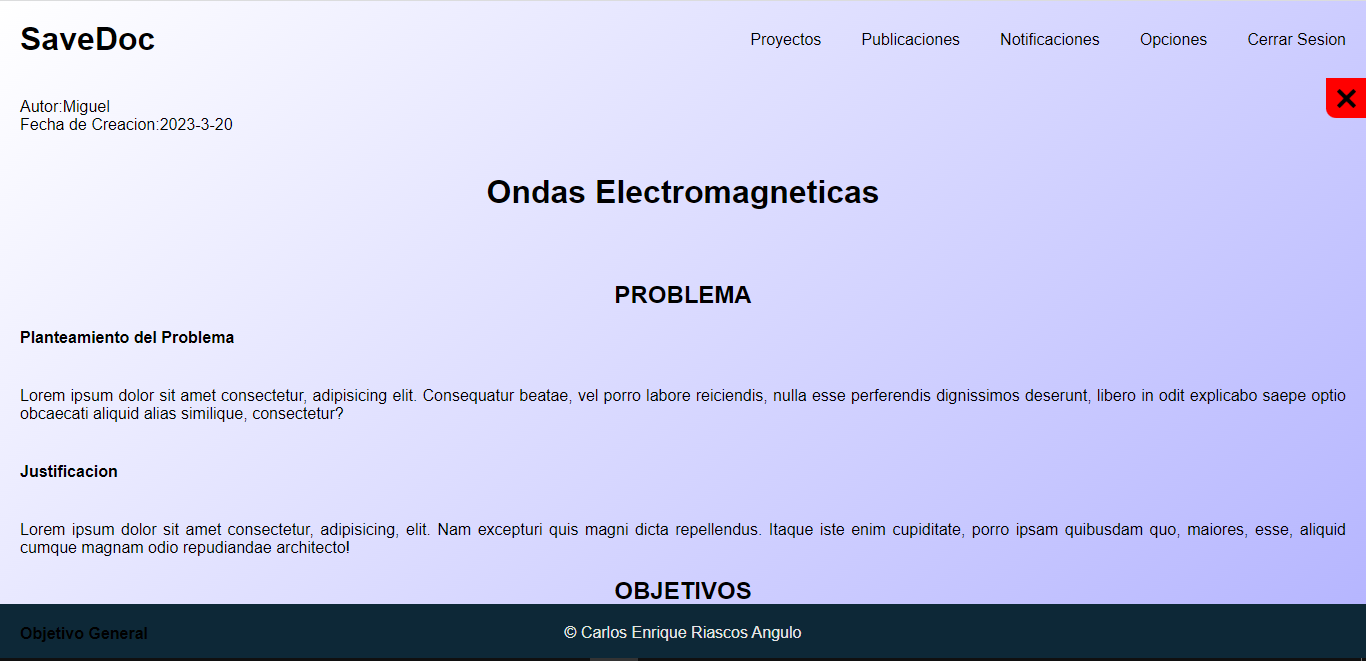 SaveDoc
Proyectos Publicaciones Notificaciones Opciones Cerrar Sesion
Autor:Miguel
Fecha de Creacion:2023-3-20
Ondas Electromagneticas
PROBLEMA
Planteamiento del Problema
Lorem ipsum dolor sit amet consectetur, adipisicing elit. Consequatur beatae, vel porro labore reiciendis, nulla esse perferendis dignissimos deserunt, libero in odit explicabo saepe optio
obcaecati aliquid alias similique, consectetur?
Justificacion
Lorem ipsum dolor sit amet consectetur, adipisicing, elit. Nam excepturi quis magni dicta repellendus. Itaque iste enim cupiditate, porro ipsam quibusdam quo, maiores, esse, aliquid
cumque magnam odio repudiandae architecto!
OBJETIVOS
Objetivo General
© Carlos Enrique Riascos Angulo